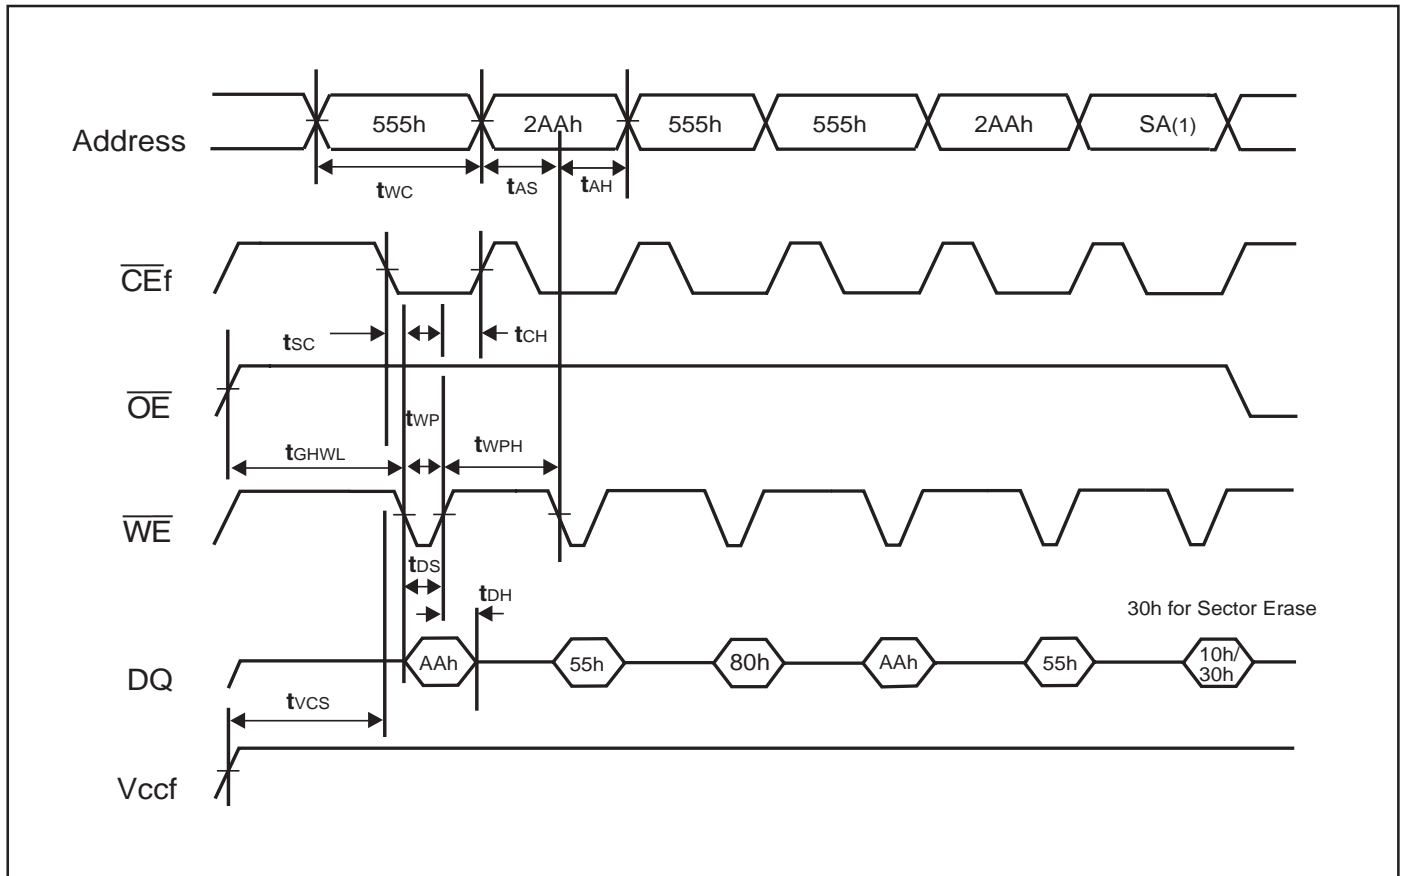 Address
555h
2AAh
555h
555h
2AAh
SA(1)
tWC
tAS
tAH
CEf
tSC
tCH
OE
tWP
tGHWL
tWPH
WE
tDS
tDH
30h for Sector Erase
DQ
AAh
55h
80h
AAh
55h
10h/
30h
tVCS
Vccf